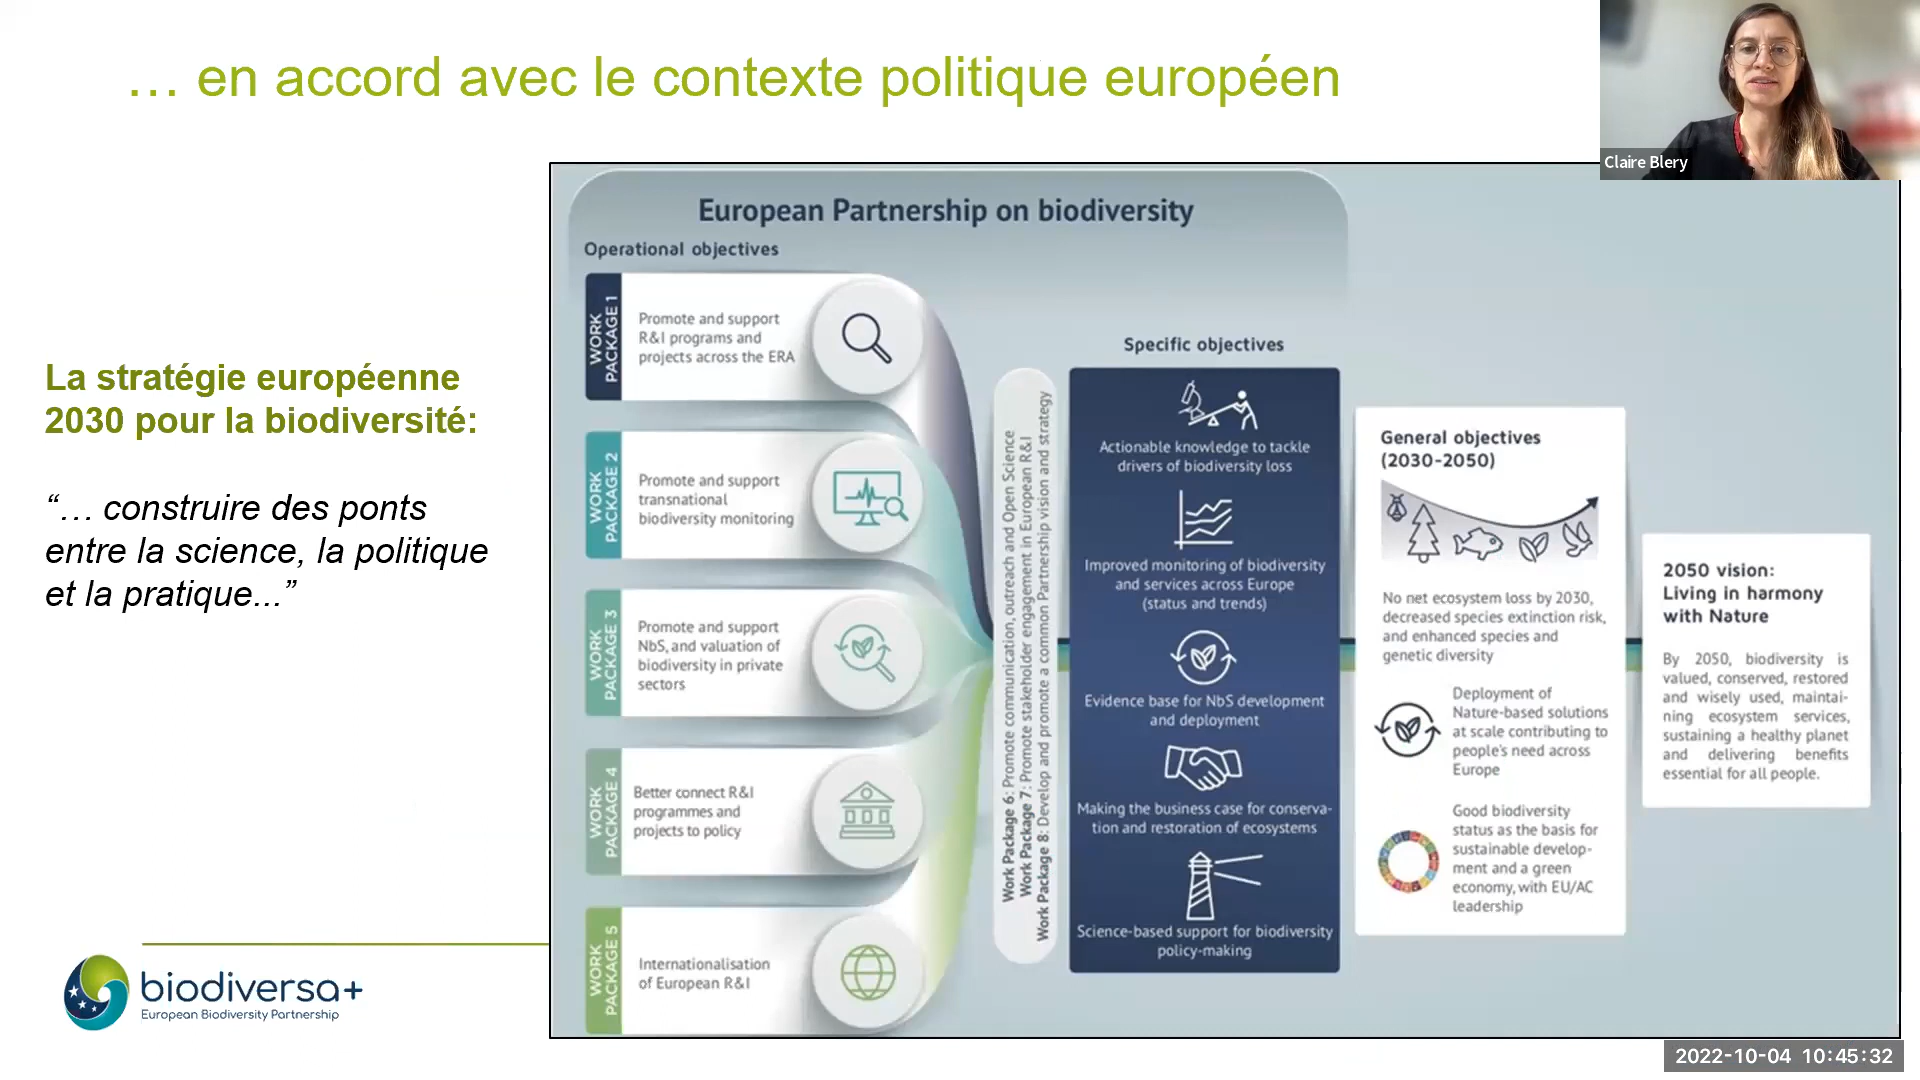 … en accord avec le contexte politique européen
Claire Blery
La stratégie européenne
2030 pour la biodiversité:
“… construire des ponts
entre la science, la politique
et la pratique...”
European Partnership on biodiversity
Operational objectives
WORK
PACKAGE 1
Promote and support
R&I programs and
projects across the ERA
WORK
PACKAGE 2
Promote and support
transnational
biodiversity monitoring
WORK
PACKAGE 3
Promote and support
NbS, and valuation of
biodiversity in private
sectors
WORK
PACKAGE 4
Better connect R&I
programmes and
projects to policy
WORK
PACKAGE 5
Internationalisation
of European R&I
Work Package 6: Promote communication, outreach and Open Science
Work Package 7: Promote stakeholder engagement in European R&I
Work Package 8: Develop and promote a common Partnership vision and strategy
Specific objectives
Actionable knowledge to tackle
drivers of biodiversity loss
Improved monitoring of biodiversity
and services across Europe
(status and trends)
Evidence base for NbS development
and deployment
Making the business case for conserva-
tion and restoration of ecosystems
Science-based support for biodiversity
policy-making
General objectives
(2030-2050)
No net ecosystem loss by 2030,
decreased species extinction risk,
and enhanced species and
genetic diversity
Deployment of
Nature-based solutions
at scale contributing to
people's need across
Europe
Good biodiversity
status as the basis for
sustainable develop-
ment and a green
economy, with EU/AC
leadership
2050 vision:
Living in harmony
with Nature
By 2050, biodiversity is
valued, conserved, restored
and wisely used, maintai-
ning ecosystem services,
sustaining a healthy planet
and delivering benefits
essential for all people.
biodiversa+
European Biodiversity Partnership
2022-10-04 10:45:32